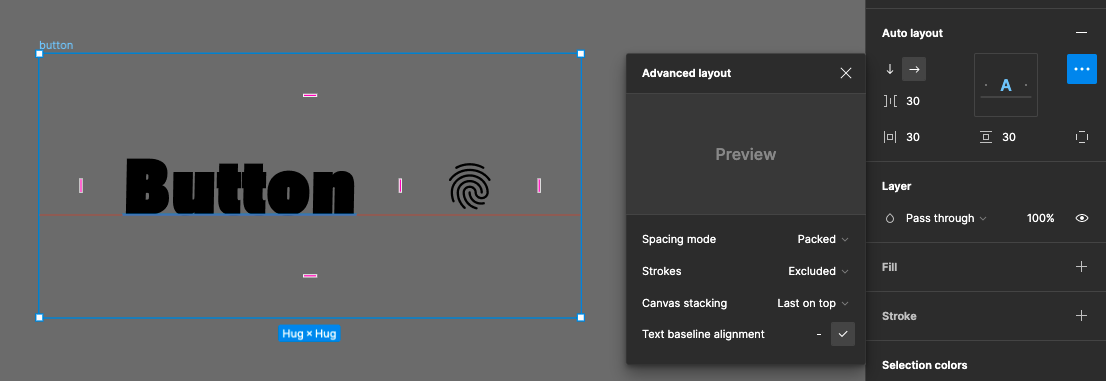 button
Button
Hug × Hug
Advanced layout
Preview
Spacing mode Packed
Strokes Excluded
Canvas stacking Last on top
Text baseline alignment -
Auto layout
A
30
30 30
Layer
Pass through 100%
Fill
Stroke
Selection colors